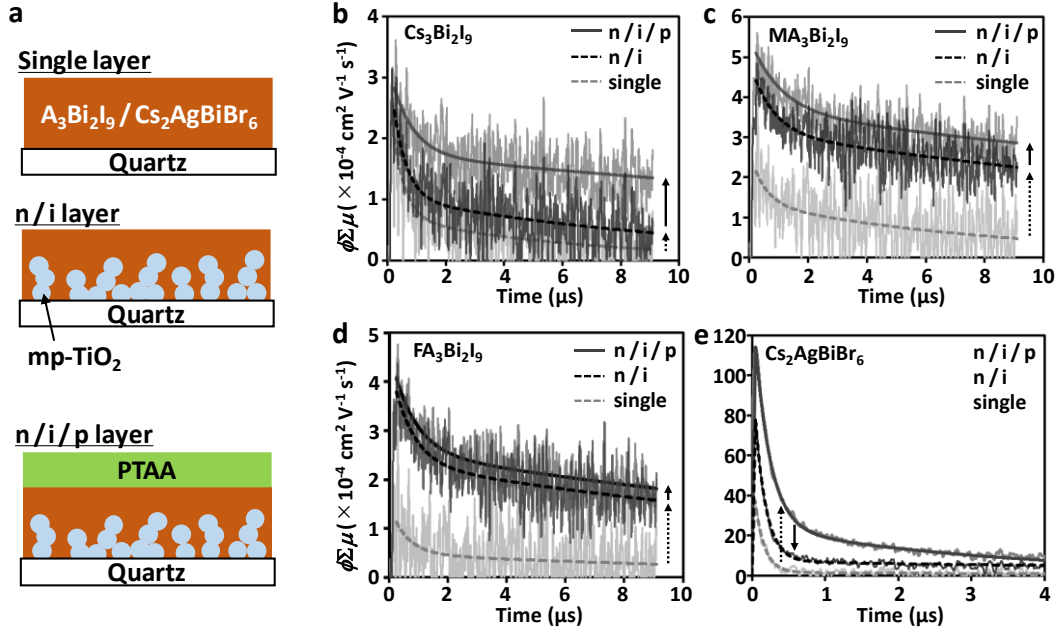 a
Single layer
A₃Bi₂I₉ / Cs₂AgBiBr₆
Quartz
n / i layer
Quartz
mp-TiO₂
n / i / p layer
PTAA
Quartz
b
Cs₃Bi₂I₉
n / i / p
n / i
single
4
3
2
1
0
ϕΣμ ( × 10⁻⁴ cm² V⁻¹ s⁻¹)
0 2 4 6 8 10
Time (μs)
c
MA₃Bi₂I₉
n / i / p
n / i
single
6
5
4
3
2
1
0
0 2 4 6 8 10
Time (μs)
d
FA₃Bi₂I₉
n / i / p
n / i
single
5
4
3
2
1
0
ϕΣμ ( × 10⁻⁴ cm² V⁻¹ s⁻¹)
0 2 4 6 8 10
Time (μs)
e
Cs₂AgBiBr₆
n / i / p
n / i
single
120
100
80
60
40
20
0
0 1 2 3 4
Time (μs)